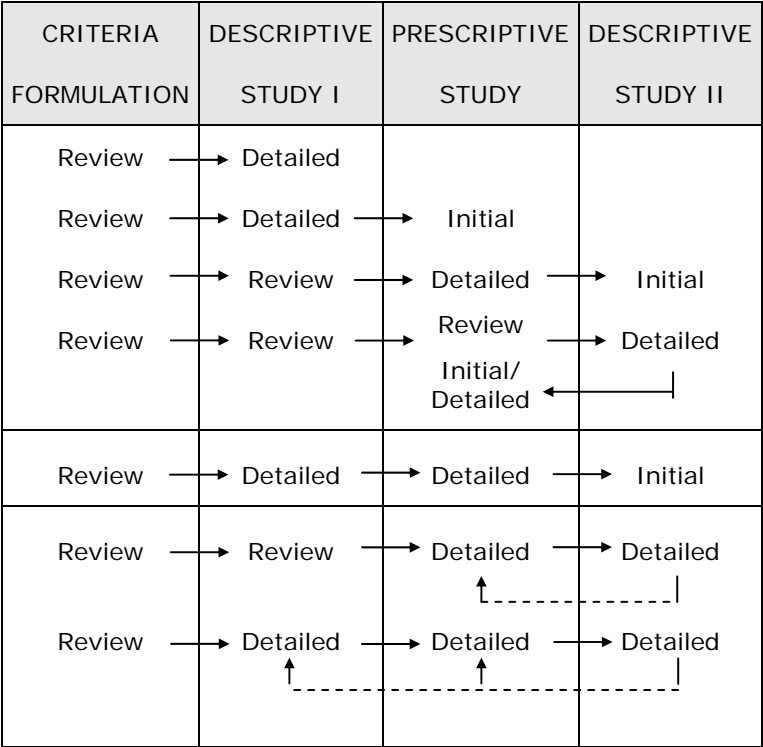 CRITERIA FORMULATION DESCRIPTIVE STUDY I PRESCRIPTIVE STUDY DESCRIPTIVE STUDY II
Review Detailed
Review Detailed Initial
Review Review Detailed Initial
Review Review Review Detailed
Initial/
Detailed
Review Detailed Detailed Initial
Review Review Detailed Detailed
Review Detailed Detailed Detailed